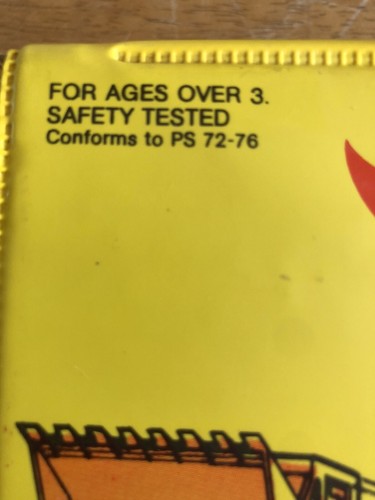 FOR AGES OVER 3.
SAFETY TESTED
Conforms to PS 72-76